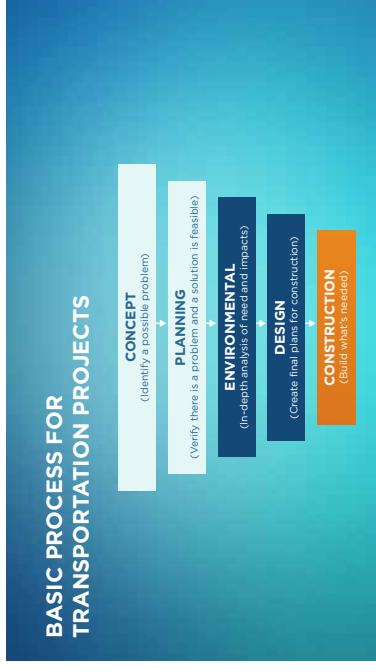 BASIC PROCESS FOR
TRANSPORTATION PROJECTS
CONCEPT
(Identify a possible problem)
PLANNING
(Verify there is a problem and a solution is feasible)
ENVIRONMENTAL
(In-depth analysis of need and impacts)
DESIGN
(Create final plans for construction)
CONSTRUCTION
(Build what's needed)